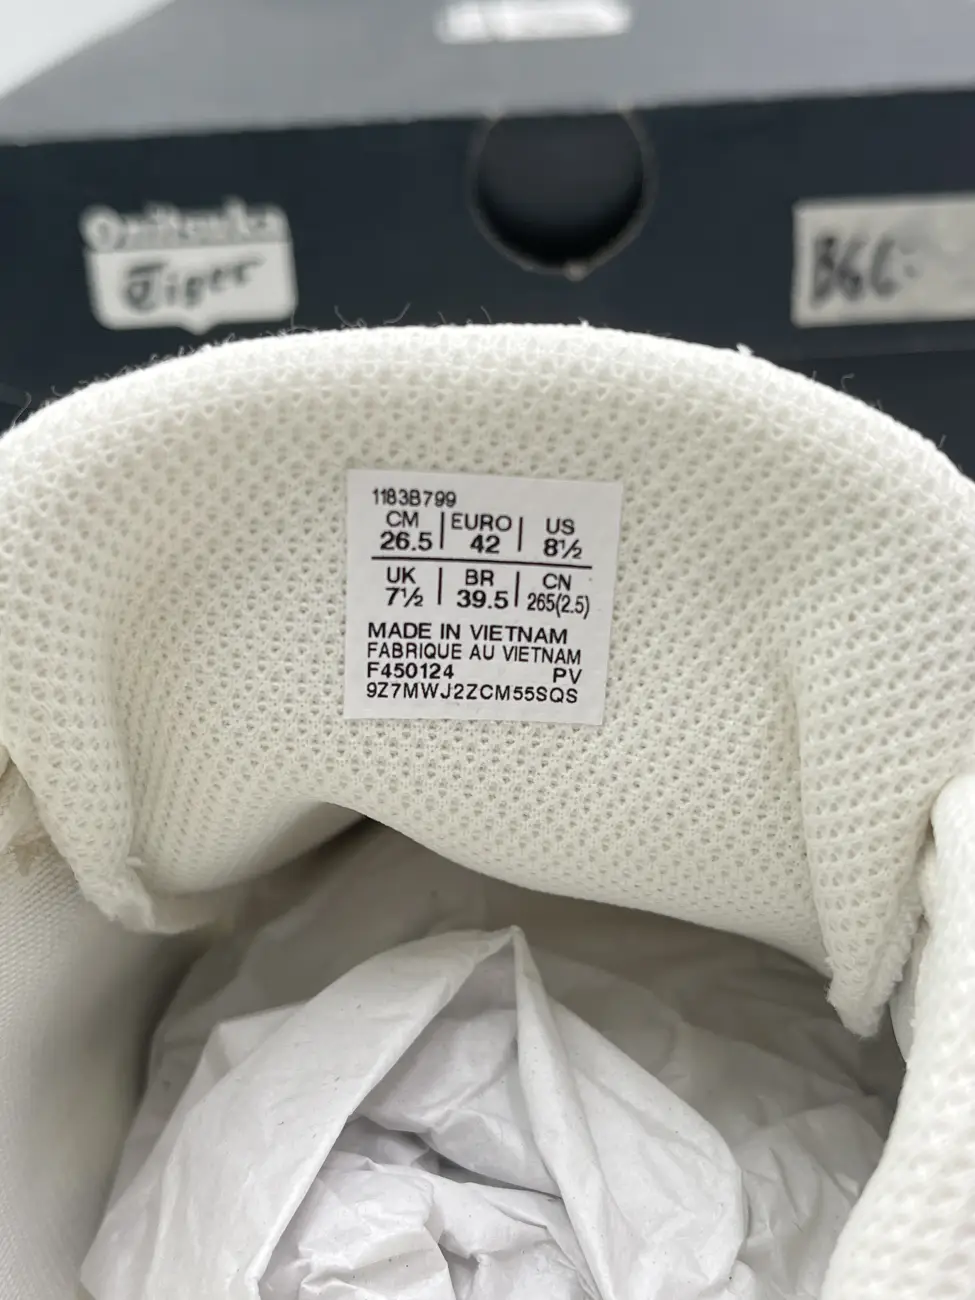 Onitsuka
Tiger
1183B799
CM | EURO | US
26.5 | 42 | 8½
UK | BR | CN
7½ | 39.5 | 265(2.5)
MADE IN VIETNAM
FABRIQUE AU VIETNAM
F450124 PV
9Z7MWJ2ZCM55SQS